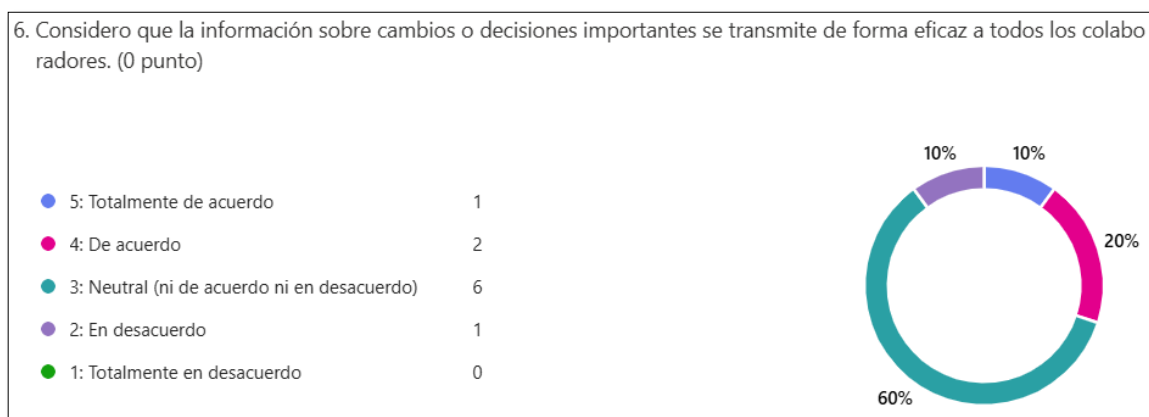 6. Considero que la información sobre cambios o decisiones importantes se transmite de forma eficaz a todos los colabo
radores. (0 punto)
5: Totalmente de acuerdo 1
4: De acuerdo 2
3: Neutral (ni de acuerdo ni en desacuerdo) 6
2: En desacuerdo 1
1: Totalmente en desacuerdo 0
10% 10%
20%
60%